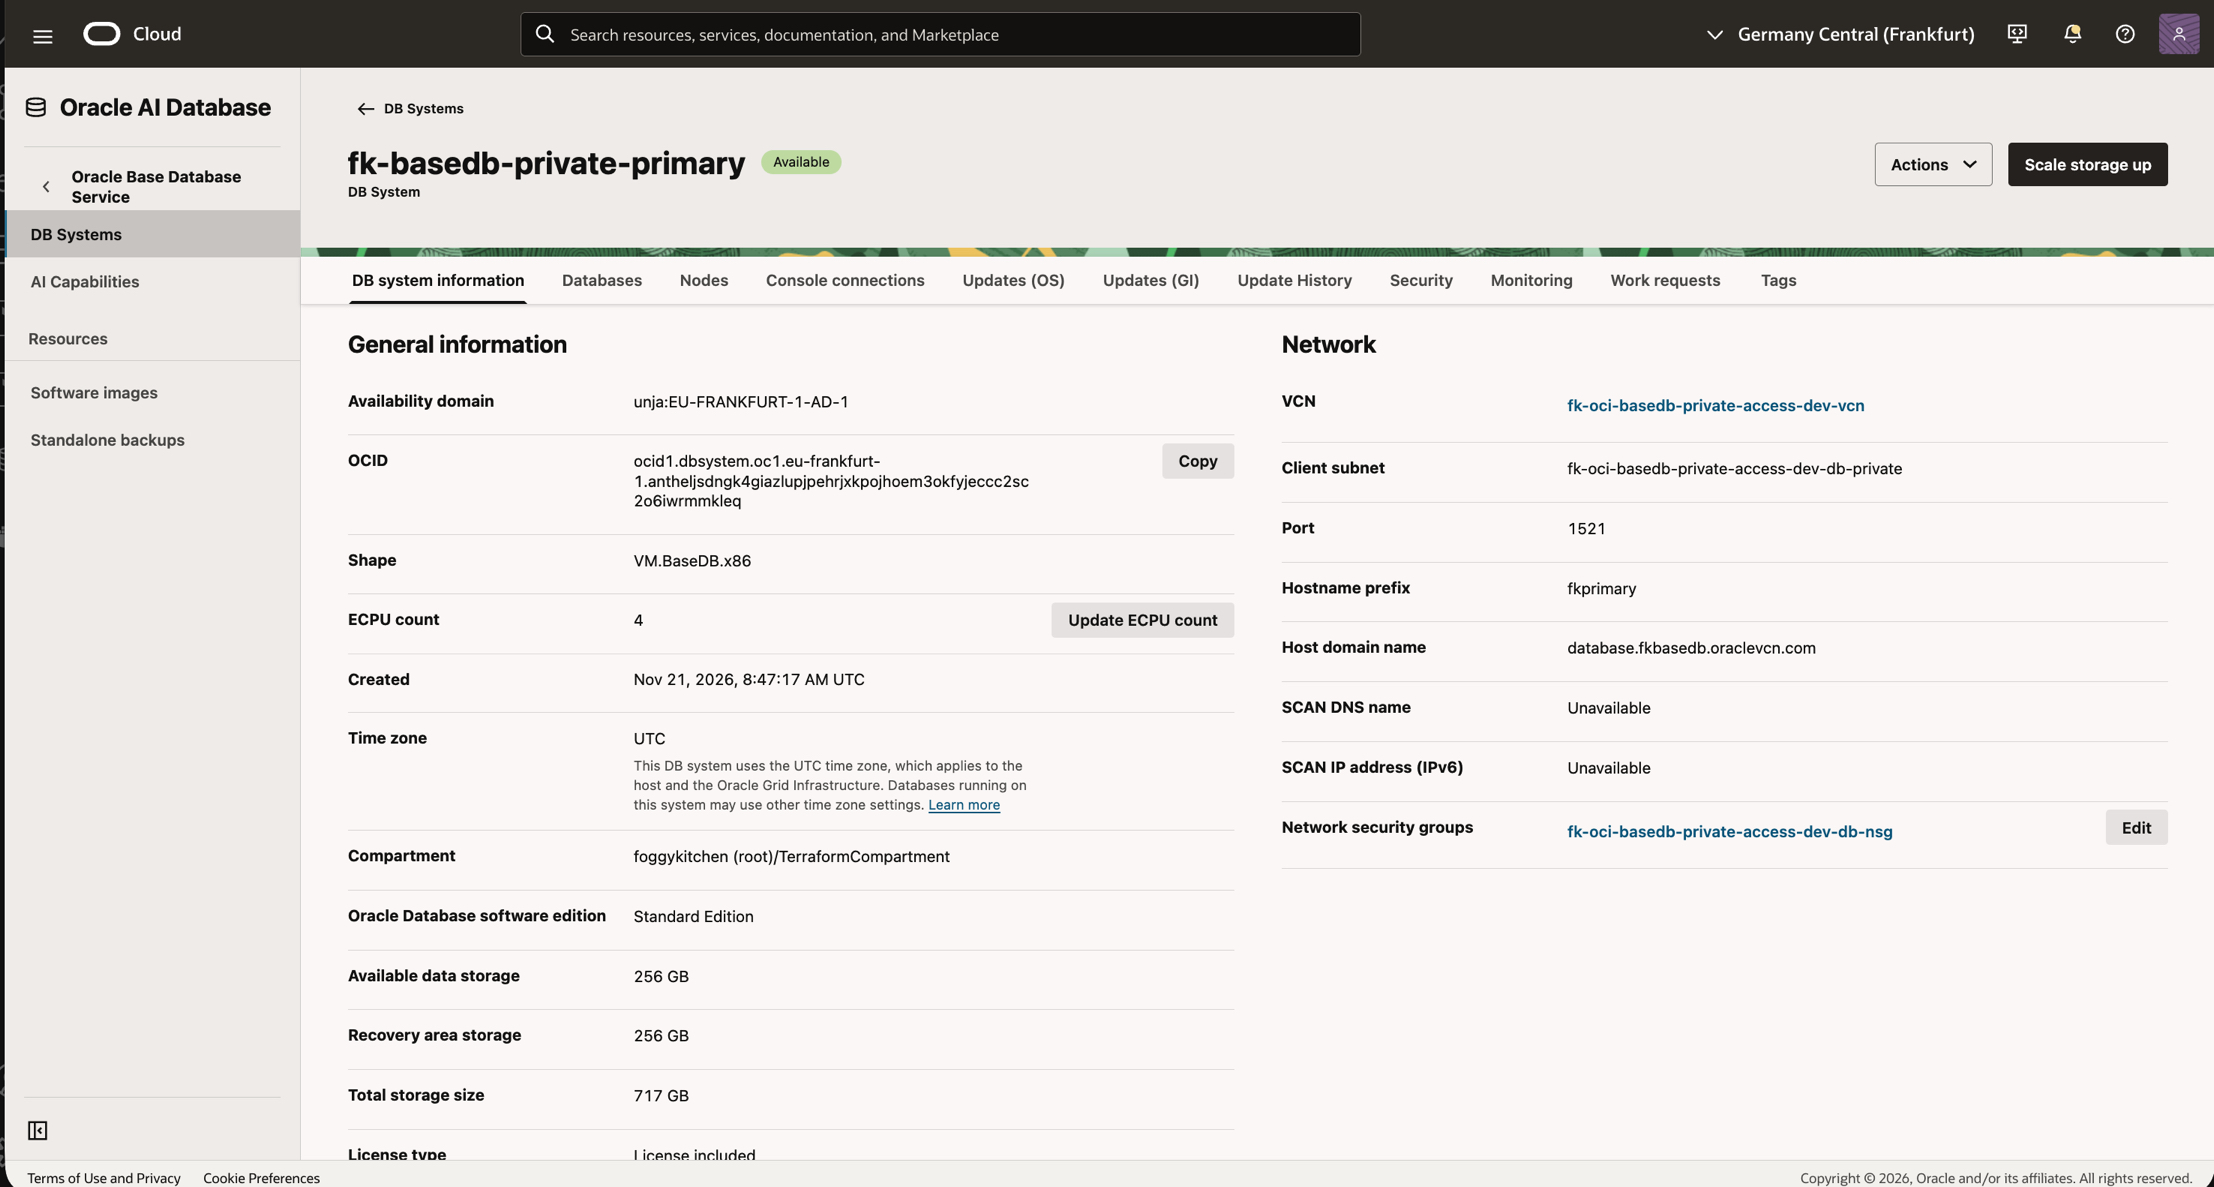 Cloud
Search resources, services, documentation, and Marketplace
Germany Central (Frankfurt)
Oracle AI Database
Oracle Base Database
Service
DB Systems
AI Capabilities
Resources
Software images
Standalone backups
DB Systems
fk-basedb-private-primary
Available
DB System
Actions
Scale storage up
DB system information
Databases
Nodes
Console connections
Updates (OS)
Updates (GI)
Update History
Security
Monitoring
Work requests
Tags
General information
Availability domain
unja:EU-FRANKFURT-1-AD-1
OCID
ocid1.dbsystem.oc1.eu-frankfurt-
1.antheljsdngk4giazlupjpehrjxkpojhoem3okfyjeccc2sc
2o6iwrmmkleq
Copy
Shape
VM.BaseDB.x86
ECPU count
4
Update ECPU count
Created
Nov 21, 2026, 8:47:17 AM UTC
Time zone
UTC
This DB system uses the UTC time zone, which applies to the
host and the Oracle Grid Infrastructure. Databases running on
this system may use other time zone settings. Learn more
Compartment
foggykitchen (root)/TerraformCompartment
Oracle Database software edition
Standard Edition
Available data storage
256 GB
Recovery area storage
256 GB
Total storage size
717 GB
License type
License included
Network
VCN
fk-oci-basedb-private-access-dev-vcn
Client subnet
fk-oci-basedb-private-access-dev-db-private
Port
1521
Hostname prefix
fkprimary
Host domain name
database.fkbasedb.oraclevcn.com
SCAN DNS name
Unavailable
SCAN IP address (IPv6)
Unavailable
Network security groups
fk-oci-basedb-private-access-dev-db-nsg
Edit
Terms of Use and Privacy
Cookie Preferences
Copyright © 2026, Oracle and/or its affiliates. All rights reserved.